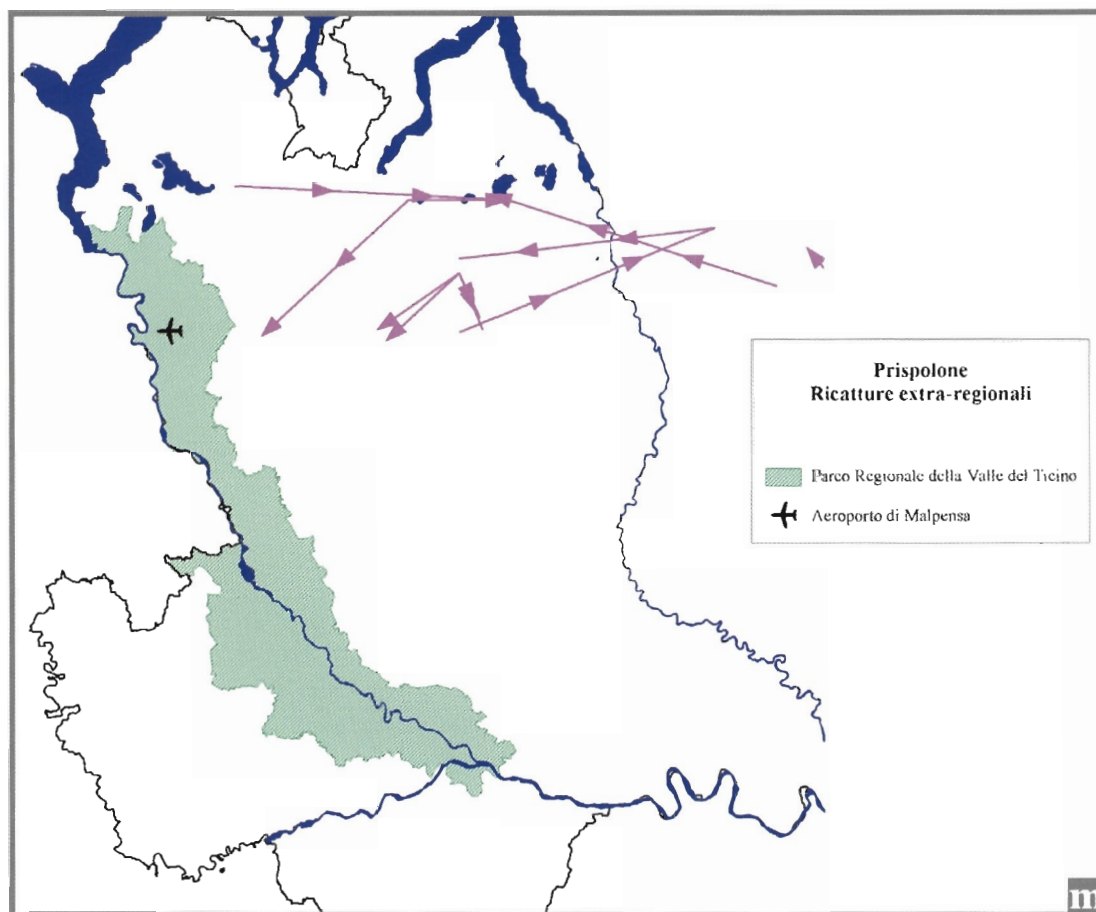 Prispolone
Ricatture extra-regionali
Parco Regionale della Valle del Ticino
Aeroporto di Malpensa
m